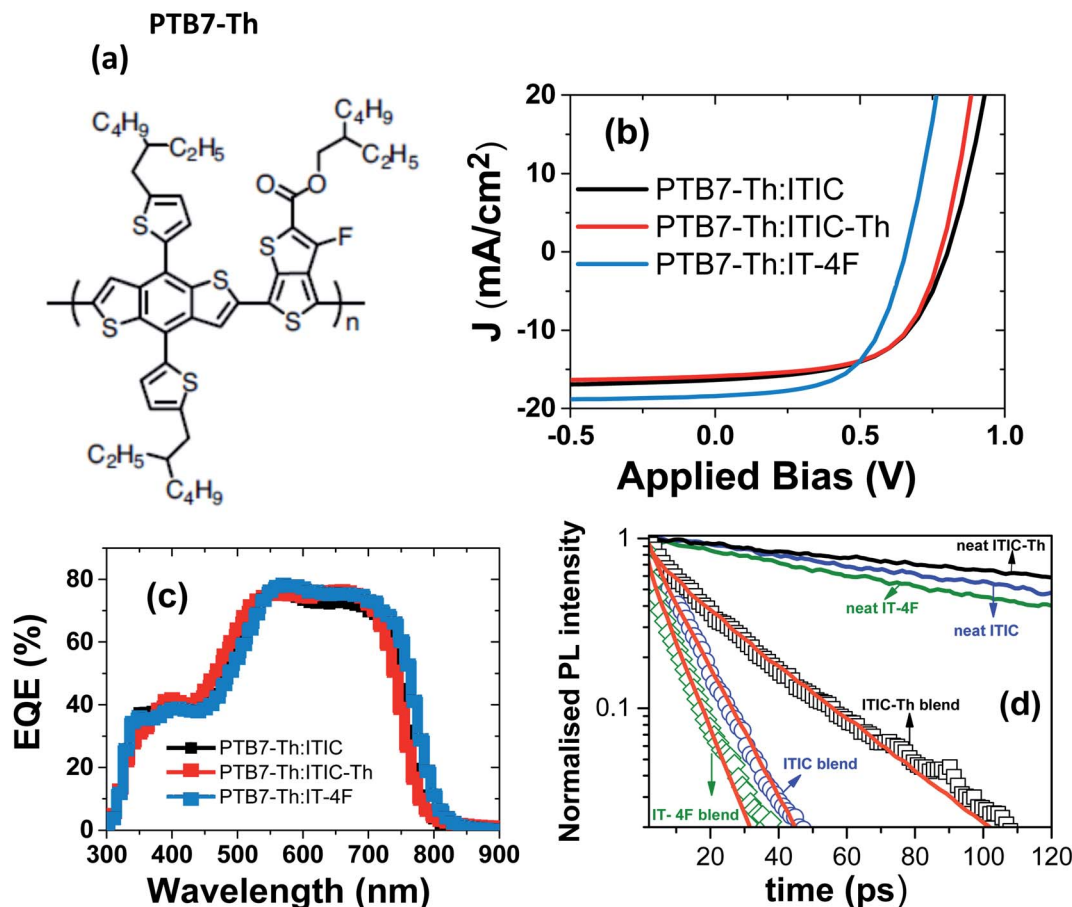 PTB7-Th
(a)
C4H9
C2H5
C4H9
C2H5
O
O
S
S
F
S
S
S
n
S
C2H5
C4H9
(b)
PTB7-Th:ITIC
PTB7-Th:ITIC-Th
PTB7-Th:IT-4F
J (mA/cm²)
20
10
0
-10
-20
-0.5 0.0 0.5 1.0
Applied Bias (V)
(c)
EQE (%)
80
60
40
20
0
PTB7-Th:ITIC
PTB7-Th:ITIC-Th
PTB7-Th:IT-4F
300 400 500 600 700 800 900
Wavelength (nm)
Normalised PL intensity
1
0.1
neat ITIC-Th
neat IT-4F
neat ITIC
(d)
ITIC-Th blend
ITIC blend
IT- 4F blend
20 40 60 80 100 120
time (ps)